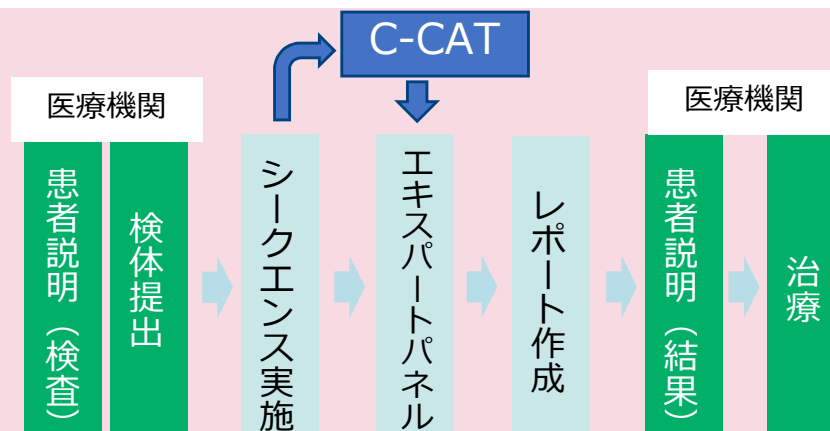 C-CAT
医療機関
医療機関
患者説明（検査）
検体提出
シークエンス実施
エキスパートパネル
レポート作成
患者説明（結果）
治療